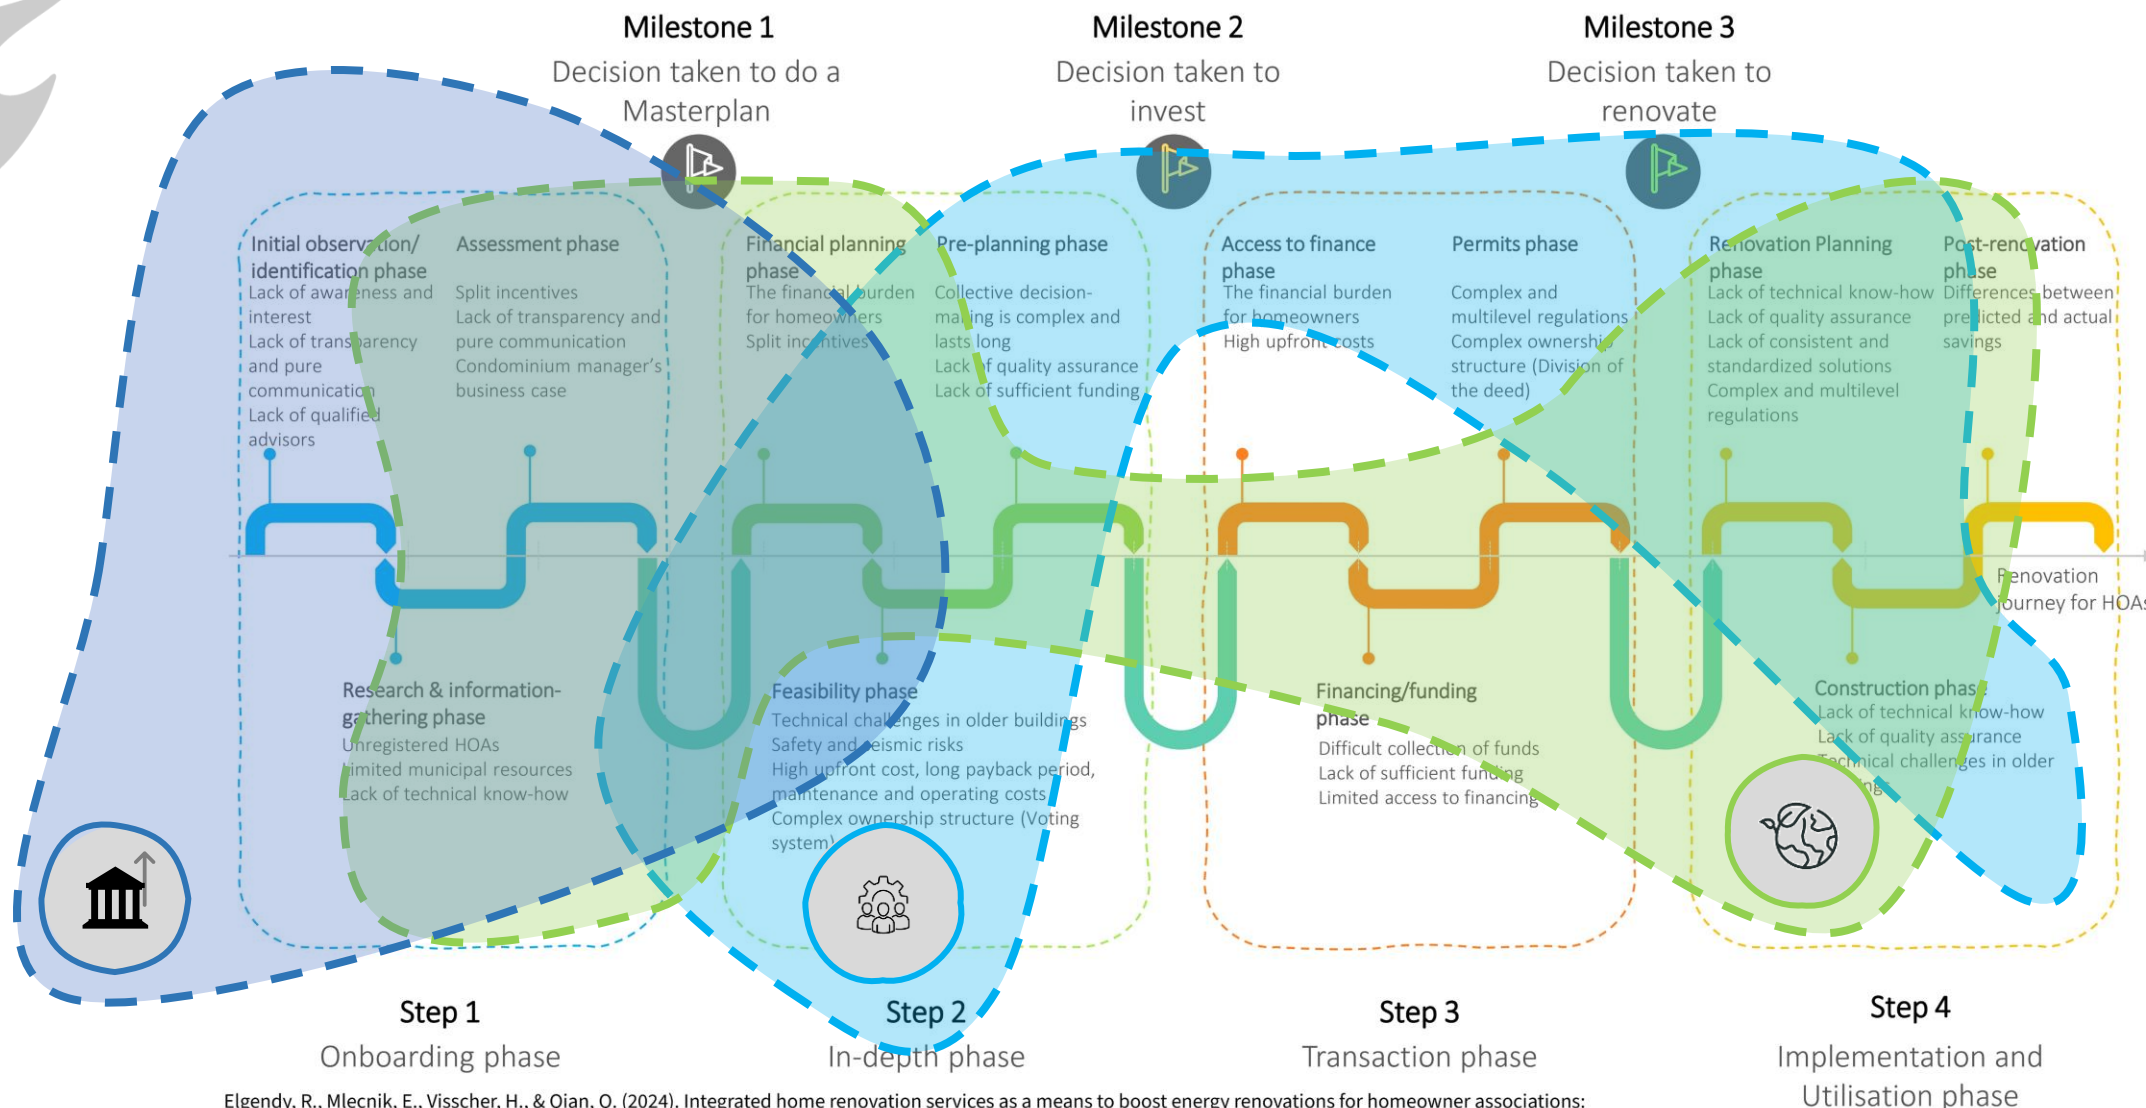 Milestone 1
Decision taken to do a
Masterplan
Milestone 2
Decision taken to
invest
Milestone 3
Decision taken to
renovate
Initial observation/
identification phase
Lack of awareness and
interest
Lack of transparency
and pure
communication
Lack of qualified
advisors
Assessment phase
Split incentives
Lack of transparency and
pure communication
Condominium manager's
business case
Financial planning
phase
The financial burden
for homeowners
Split incentives
Pre-planning phase
Collective decision-
making is complex and
lasts long
Lack of quality assurance
Lack of sufficient funding
Access to finance
phase
The financial burden
for homeowners
High upfront costs
Permits phase
Complex and
multilevel regulations
Complex ownership
structure (Division of
the deed)
Renovation Planning
phase
Lack of technical know-how
Lack of quality assurance
Lack of consistent and
standardized solutions
Complex and multilevel
regulations
Post-renovation
phase
Differences between
predicted and actual
savings
Renovation
journey for HOAs
Research & information-
gathering phase
Unregistered HOAs
Limited municipal resources
Lack of technical know-how
Feasibility phase
Technical challenges in older buildings
Safety and seismic risks
High upfront cost, long payback period,
maintenance and operating costs
Complex ownership structure (Voting
system)
Financing/funding
phase
Difficult collection of funds
Lack of sufficient funding
Limited access to financing
Construction phase
Lack of technical know-how
Lack of quality assurance
Technical challenges in older
Step 1
Onboarding phase
Step 2
In-depth phase
Step 3
Transaction phase
Step 4
Implementation and
Utilisation phase
Elgendy, R., Mlecnik, E., Visscher, H., & Qian, Q. (2024). Integrated home renovation services as a means to boost energy renovations for homeowner associations: